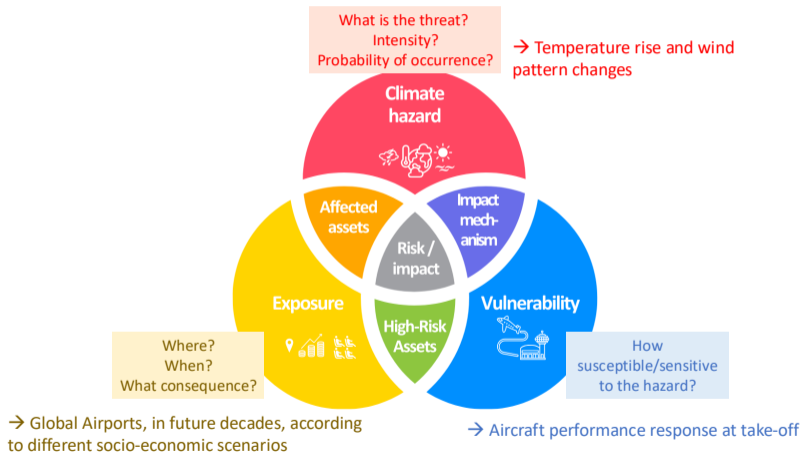 What is the threat?
Intensity?
Probability of occurrence?
→ Temperature rise and wind
pattern changes
Climate
hazard
Affected
assets
Impact
mech-
anism
Risk /
impact
Exposure
Vulnerability
High-Risk
Assets
Where?
When?
What consequence?
How
susceptible/sensitive
to the hazard?
→ Global Airports, in future decades, according
to different socio-economic scenarios
→ Aircraft performance response at take-off